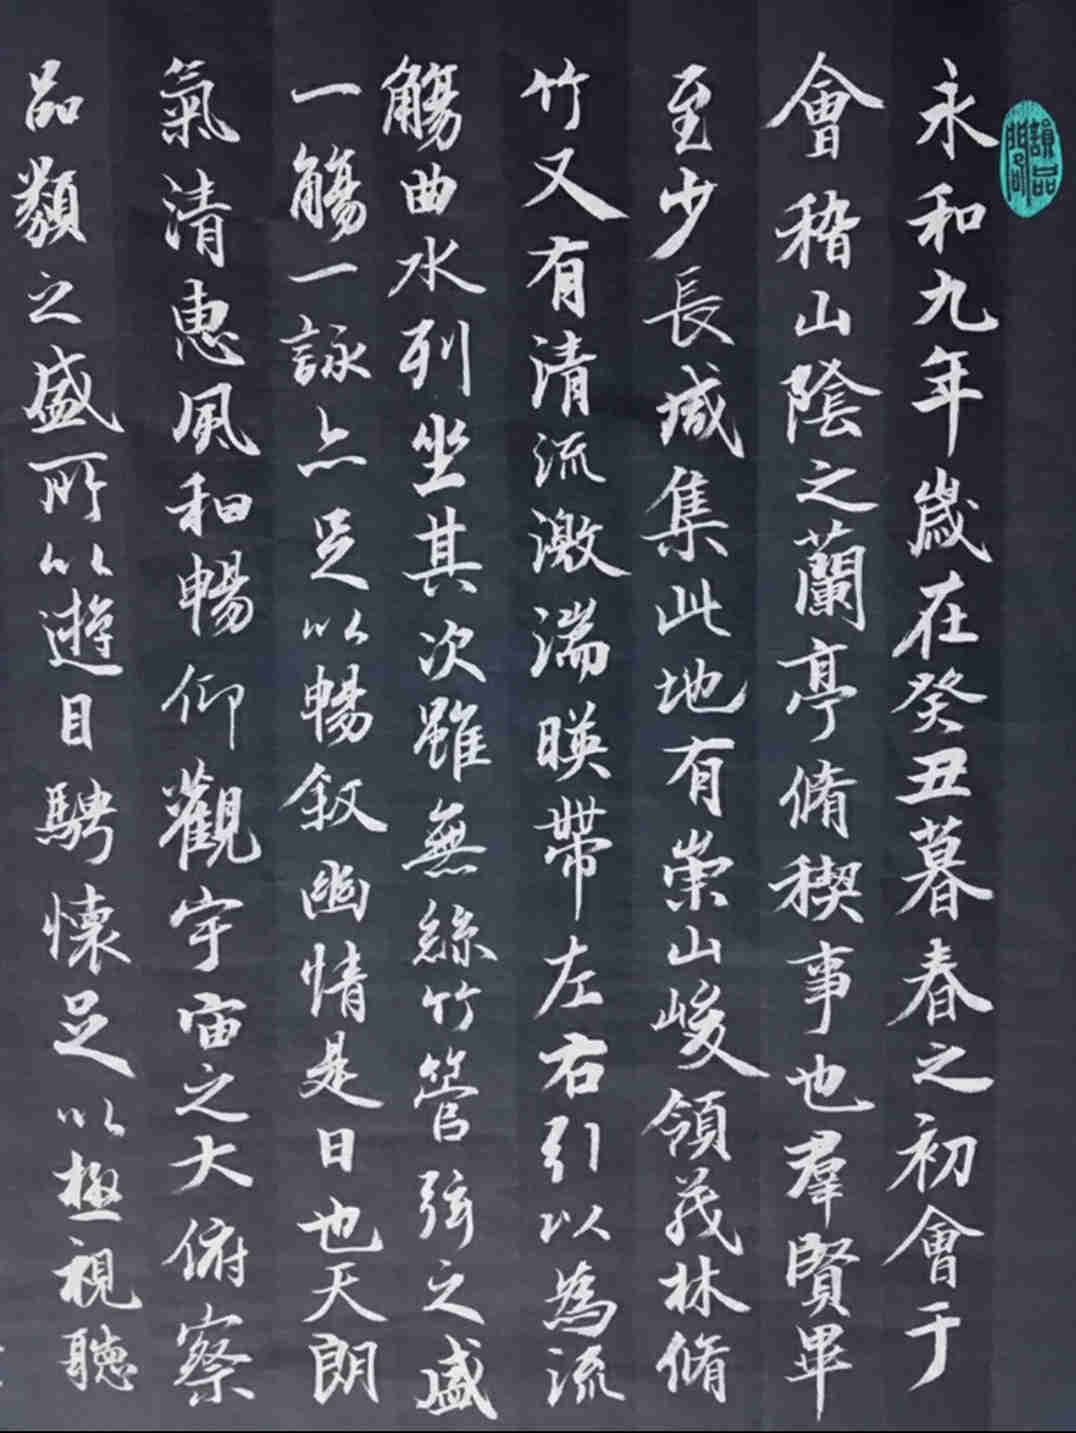 永和九年歲在癸丑暮春之初會于
會稽山陰之蘭亭脩稧事也羣賢畢
至少長咸集此地有崇山峻領茂林脩
竹又有清流激湍暎帶左右引以為流
觴曲水列坐其次雖無絲竹管弦之盛
一觴一詠亦足以暢敘幽情是日也天朗
氣清惠風和暢仰觀宇宙之大俯察
品類之盛所以遊目騁懷足以極視聽